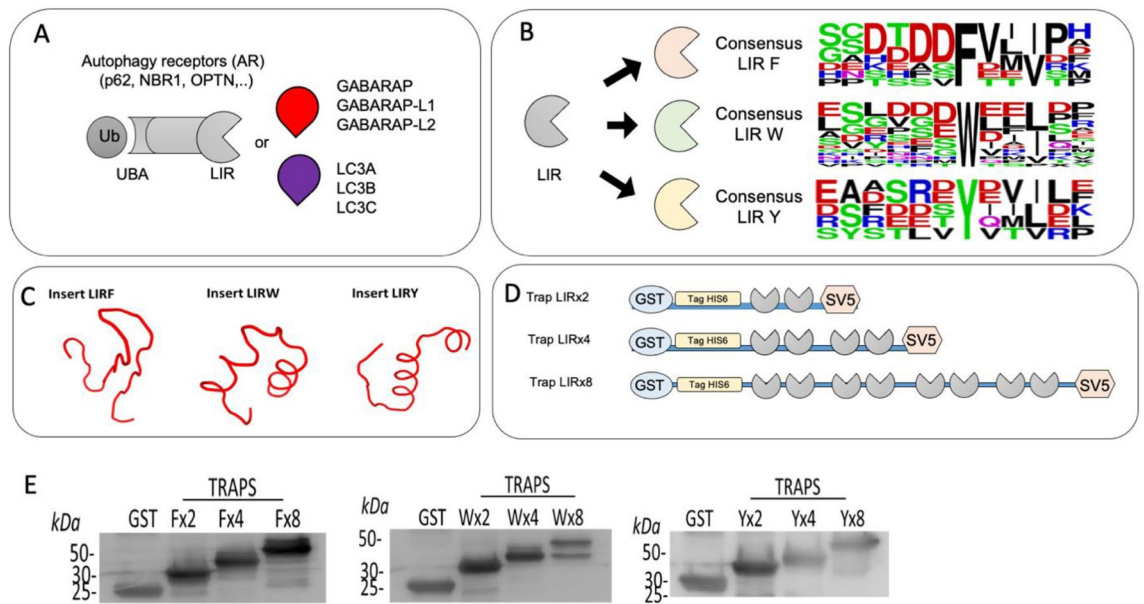 A
Autophagy receptors (AR)
(p62, NBR1, OPTN,..)
Ub
UBA
LIR
or
GABARAP
GABARAP-L1
GABARAP-L2
LC3A
LC3B
LC3C
B
LIR
Consensus
LIR F
Consensus
LIR W
Consensus
LIR Y
SCDTDDFVIIPH
ESLDDDWEELDP
EADSRDYEVILE
C
Insert LIRF
Insert LIRW
Insert LIRY
D
Trap LIRx2
GST
Tag HIS6
SV5
Trap LIRx4
GST
Tag HIS6
SV5
Trap LIRx8
GST
Tag HIS6
SV5
E
TRAPS
kDa
GST Fx2 Fx4 Fx8
50-
30-
25-
TRAPS
kDa
GST Wx2 Wx4 Wx8
50-
30-
25-
TRAPS
kDa
GST Yx2 Yx4 Yx8
50-
30-
25-